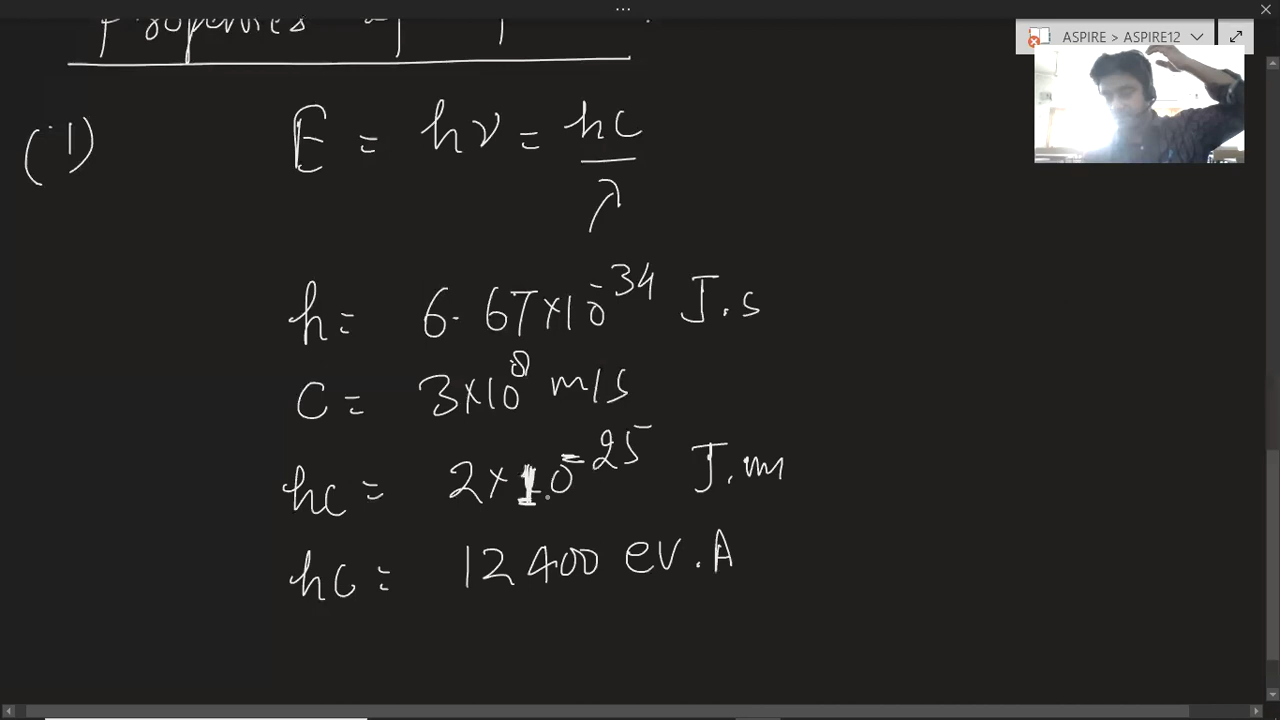 ASPIRE > ASPIRE12
(1) E = hν = hc/λ
h = 6.67×10⁻³⁴ J.s
C = 3×10⁸ m/s
hc = 2×10⁻²⁵ J.m
hc = 12400 ev.A